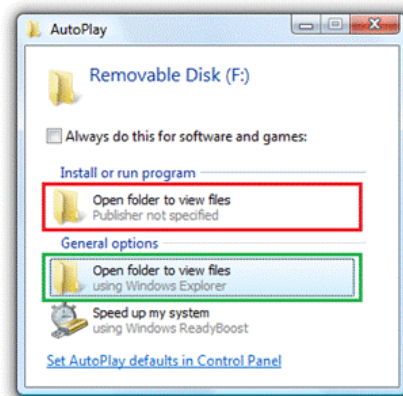 AutoPlay
Removable Disk (F:)
Always do this for software and games:
Install or run program
Open folder to view files
Publisher not specified
General options
Open folder to view files
using Windows Explorer
Speed up my system
using Windows ReadyBoost
Set AutoPlay defaults in Control Panel